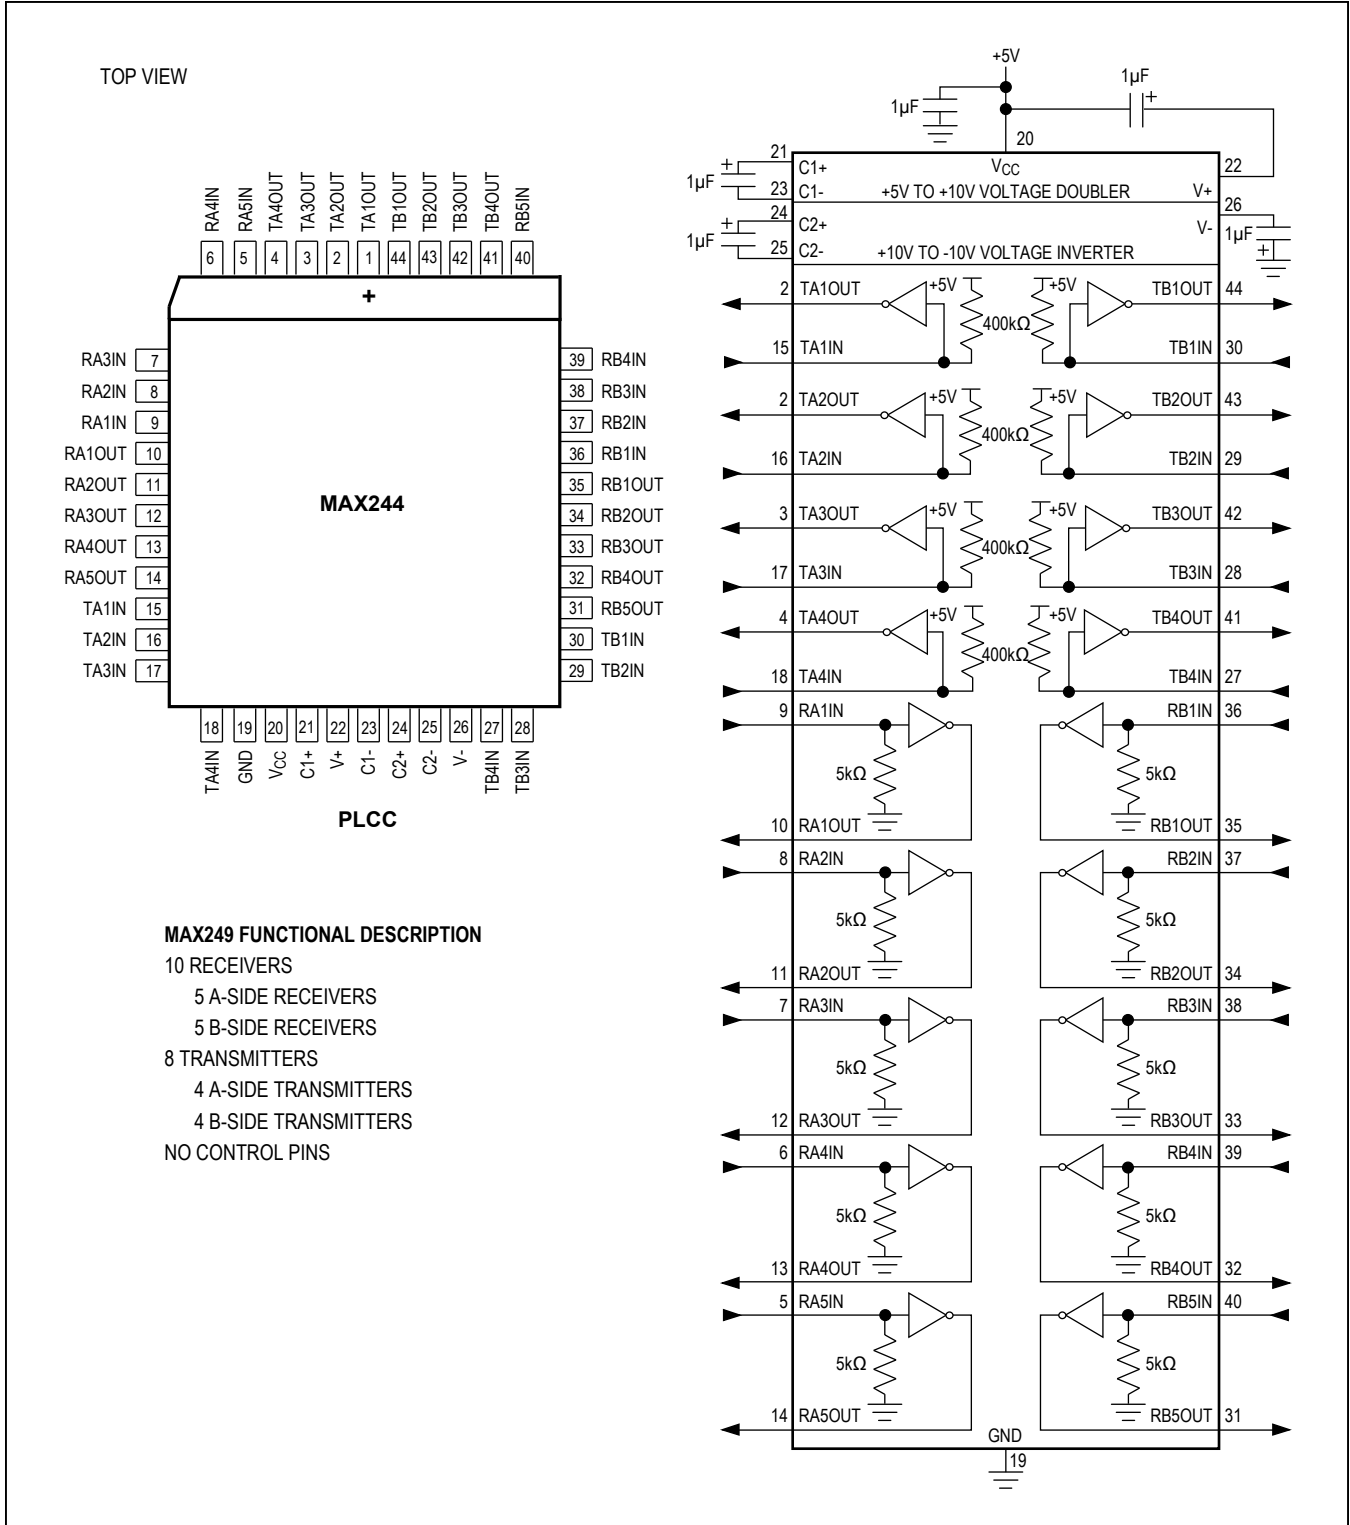 TOP VIEW
RA4IN
RA5IN
TA4OUT
TA3OUT
TA2OUT
TA1OUT
TB1OUT
TB2OUT
TB3OUT
TB4OUT
RB5IN
6 5 4 3 2 1 44 43 42 41 40
+
RA3IN 7
RA2IN 8
RA1IN 9
RA1OUT 10
RA2OUT 11
RA3OUT 12
RA4OUT 13
RA5OUT 14
TA1IN 15
TA2IN 16
TA3IN 17
MAX244
39 RB4IN
38 RB3IN
37 RB2IN
36 RB1IN
35 RB1OUT
34 RB2OUT
33 RB3OUT
32 RB4OUT
31 RB5OUT
30 TB1IN
29 TB2IN
18 19 20 21 22 23 24 25 26 27 28
TA4IN
GND
VCC
C1+
V+
C1-
C2+
C2-
V-
TB4IN
TB3IN
PLCC
MAX249 FUNCTIONAL DESCRIPTION
10 RECEIVERS
5 A-SIDE RECEIVERS
5 B-SIDE RECEIVERS
8 TRANSMITTERS
4 A-SIDE TRANSMITTERS
4 B-SIDE TRANSMITTERS
NO CONTROL PINS
+5V
1µF
1µF +
20
VCC
+ 1µF
21 C1+
23 C1-
+5V TO +10V VOLTAGE DOUBLER
V+ 22
+ 1µF
24 C2+
25 C2-
+10V TO -10V VOLTAGE INVERTER
V- 26
1µF +
2 TA1OUT +5V +5V TB1OUT 44
400kΩ
15 TA1IN TB1IN 30
2 TA2OUT +5V +5V TB2OUT 43
400kΩ
16 TA2IN TB2IN 29
3 TA3OUT +5V +5V TB3OUT 42
400kΩ
17 TA3IN TB3IN 28
4 TA4OUT +5V +5V TB4OUT 41
400kΩ
18 TA4IN TB4IN 27
9 RA1IN RB1IN 36
5kΩ 5kΩ
10 RA1OUT RB1OUT 35
8 RA2IN RB2IN 37
5kΩ 5kΩ
11 RA2OUT RB2OUT 34
7 RA3IN RB3IN 38
5kΩ 5kΩ
12 RA3OUT RB3OUT 33
6 RA4IN RB4IN 39
5kΩ 5kΩ
13 RA4OUT RB4OUT 32
5 RA5IN RB5IN 40
5kΩ 5kΩ
14 RA5OUT RB5OUT 31
GND
19